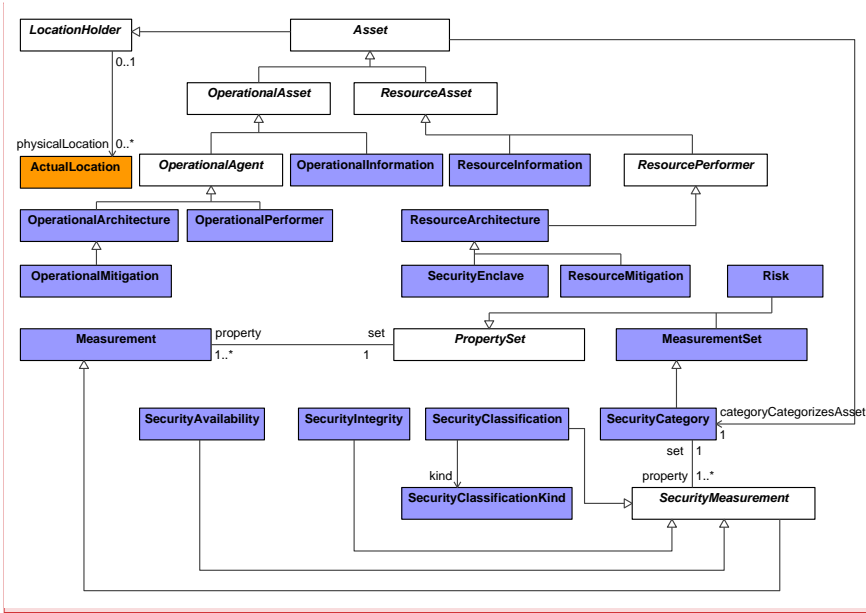 LocationHolder
Asset
0..1
OperationalAsset
ResourceAsset
physicalLocation
0..*
ActualLocation
OperationalAgent
OperationalInformation
ResourceInformation
ResourcePerformer
OperationalArchitecture
OperationalPerformer
ResourceArchitecture
OperationalMitigation
SecurityEnclave
ResourceMitigation
Risk
Measurement
property
1..*
set
1
PropertySet
MeasurementSet
SecurityAvailability
SecurityIntegrity
SecurityClassification
SecurityCategory
categoryCategorizesAsset
1
set
1
kind
property
1..*
SecurityClassificationKind
SecurityMeasurement